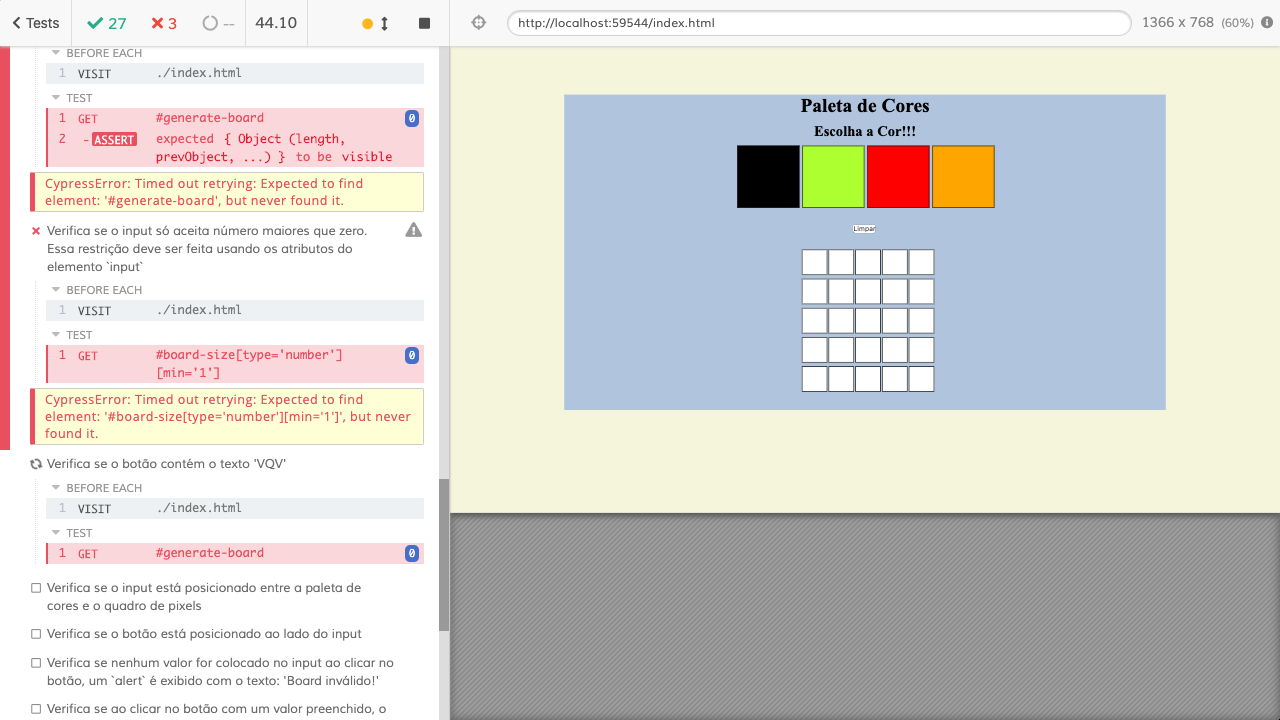 Tests
27
3
--
44.10
http://localhost:59544/index.html
1366 x 768 (60%)
BEFORE EACH
1 VISIT ./index.html
TEST
1 GET #generate-board 0
2 -ASSERT expected { Object (length,
prevObject, ...) } to be visible
CypressError: Timed out retrying: Expected to find
element: '#generate-board', but never found it.
Verifica se o input só aceita número maiores que zero.
Essa restrição deve ser feita usando os atributos do
elemento `input`
BEFORE EACH
1 VISIT ./index.html
TEST
1 GET #board-size[type='number'] 0
[min='1']
CypressError: Timed out retrying: Expected to find
element: '#board-size[type='number'][min='1']', but never
found it.
Verifica se o botão contém o texto 'VQV'
BEFORE EACH
1 VISIT ./index.html
TEST
1 GET #generate-board 0
Verifica se o input está posicionado entre a paleta de
cores e o quadro de pixels
Verifica se o botão está posicionado ao lado do input
Verifica se nenhum valor for colocado no input ao clicar no
botão, um `alert` é exibido com o texto: 'Board inválido!'
Verifica se ao clicar no botão com um valor preenchido, o
Paleta de Cores
Escolha a Cor!!!
Limpar